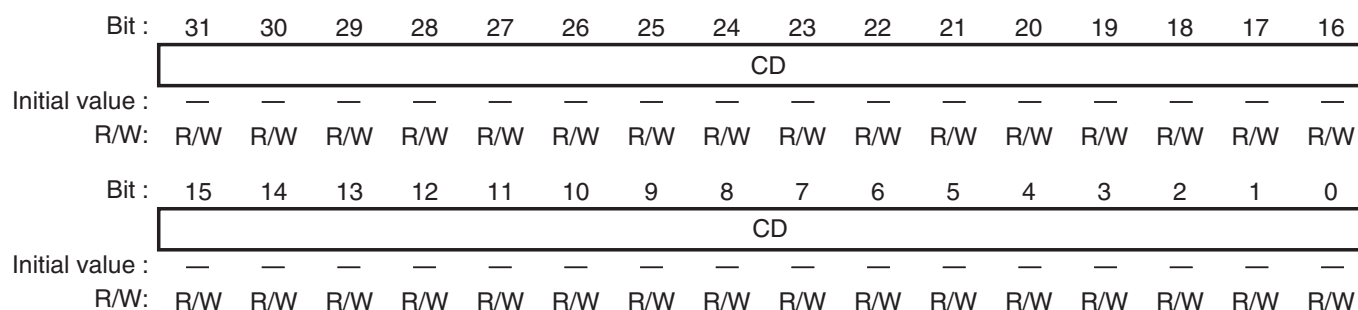 Bit : 31 30 29 28 27 26 25 24 23 22 21 20 19 18 17 16
CD
Initial value : — — — — — — — — — — — — — — — —
R/W: R/W R/W R/W R/W R/W R/W R/W R/W R/W R/W R/W R/W R/W R/W R/W R/W
Bit : 15 14 13 12 11 10 9 8 7 6 5 4 3 2 1 0
CD
Initial value : — — — — — — — — — — — — — — — —
R/W: R/W R/W R/W R/W R/W R/W R/W R/W R/W R/W R/W R/W R/W R/W R/W R/W